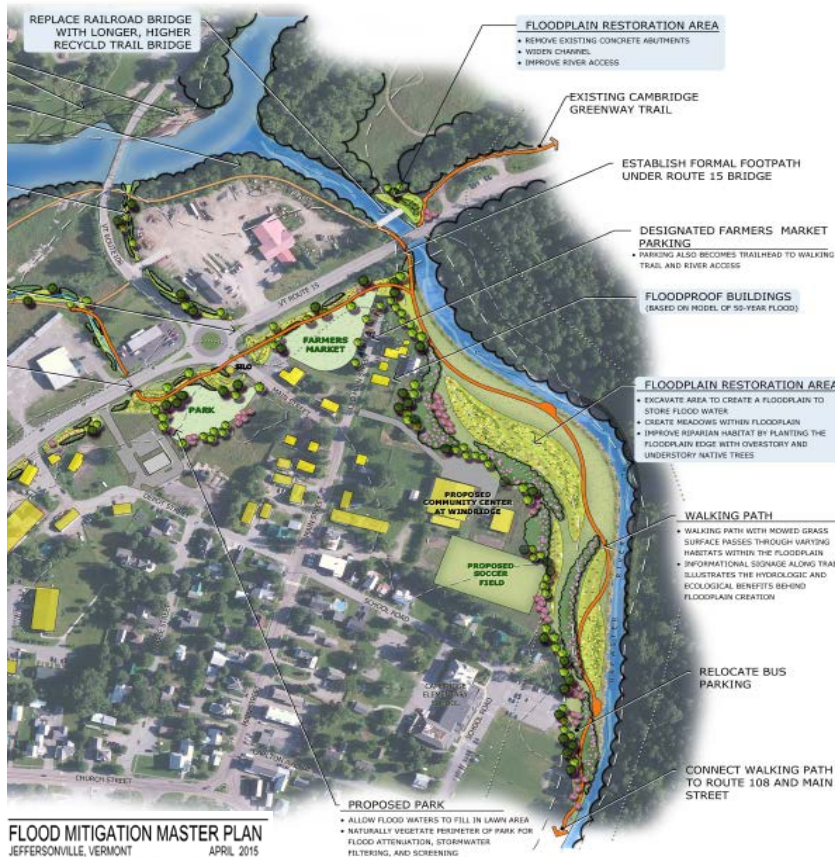 REPLACE RAILROAD BRIDGE
WITH LONGER, HIGHER
RECYCLD TRAIL BRIDGE
FLOODPLAIN RESTORATION AREA
• REMOVE EXISTING CONCRETE ABUTMENTS
• WIDEN CHANNEL
• IMPROVE RIVER ACCESS
EXISTING CAMBRIDGE
GREENWAY TRAIL
ESTABLISH FORMAL FOOTPATH
UNDER ROUTE 15 BRIDGE
DESIGNATED FARMERS MARKET
PARKING
• PARKING ALSO BECOMES TRAILHEAD TO WALKING
TRAIL AND RIVER ACCESS
FLOODPROOF BUILDINGS
(BASED ON MODEL OF 50-YEAR FLOOD)
FLOODPLAIN RESTORATION AREA
• EXCAVATE AREA TO CREATE A FLOODPLAIN TO
STORE FLOOD WATER
• CREATE MEADOWS WITHIN FLOODPLAIN
• IMPROVE RIPARIAN HABITAT BY PLANTING THE
FLOODPLAIN EDGE WITH OVERSTORY AND
UNDERSTORY NATIVE TREES
WALKING PATH
• WALKING PATH WITH MOWED GRASS
SURFACE PASSES THROUGH VARYING
HABITATS WITHIN THE FLOODPLAIN
• INFORMATIONAL SIGNAGE ALONG TRAI
ILLUSTRATES THE HYDROLOGIC AND
ECOLOGICAL BENEFITS BEHIND
FLOODPLAIN CREATION
RELOCATE BUS
PARKING
CONNECT WALKING PATH
TO ROUTE 108 AND MAIN
STREET
VT ROUTE 15
FARMERS
MARKET
SILO
PARK
MAIN STREET
PROPOSED
COMMUNITY CENTER
AT WINDRIDGE
PROPOSED
SOCCER
FIELD
SCHOOL ROAD
CAMBRIDGE
ELEMENTARY
SCHOOL
SCHOOL ROAD
CHURCH STREET
PROPOSED PARK
• ALLOW FLOOD WATERS TO FILL IN LAWN AREA
• NATURALLY VEGETATE PERIMETER OF PARK FOR
FLOOD ATTENUATION, STORMWATER
FILTERING, AND SCREENING
FLOOD MITIGATION MASTER PLAN
JEFFERSONVILLE, VERMONT APRIL 2015